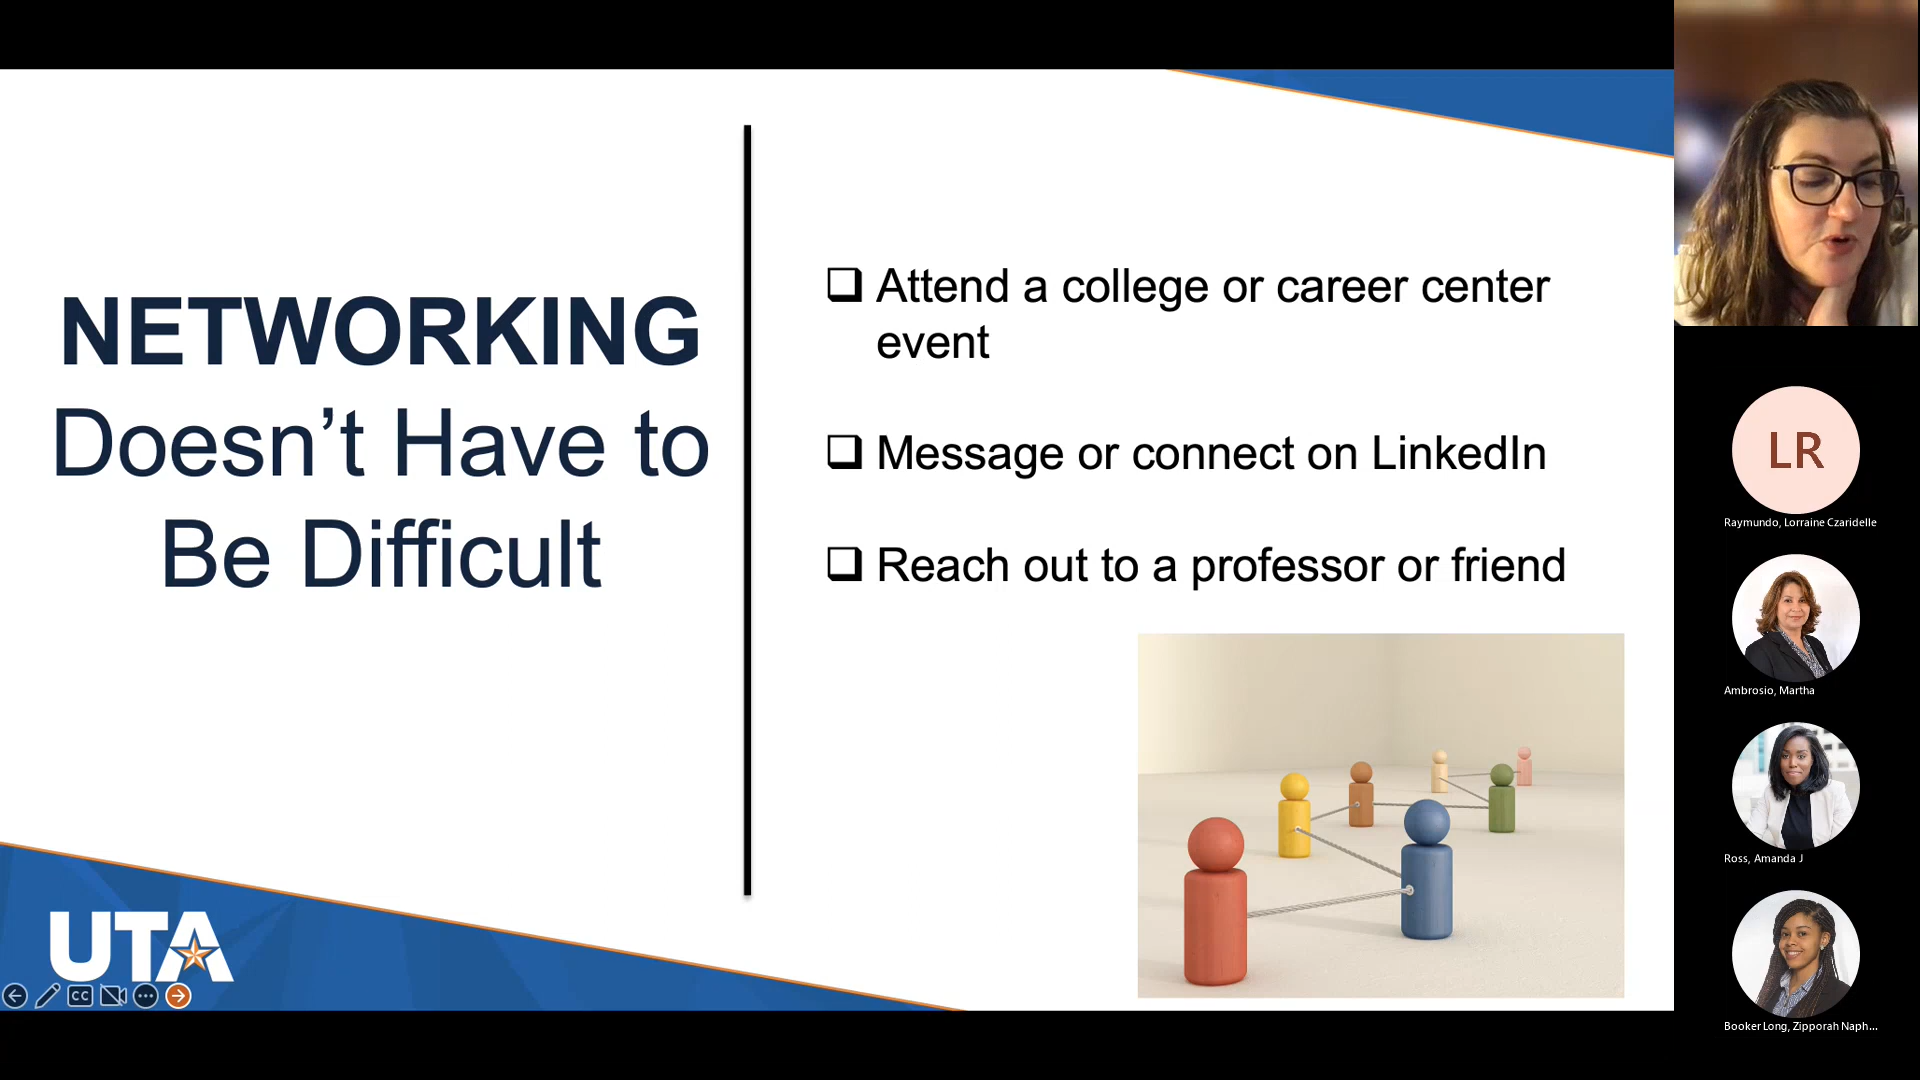 NETWORKING
Doesn’t Have to
Be Difficult
❑ Attend a college or career center
event
❑ Message or connect on LinkedIn
❑ Reach out to a professor or friend
UTA
CC
LR
Raymundo, Lorraine Czaridelle
Ambrosio, Martha
Ross, Amanda J
Booker Long, Zipporah Naph...